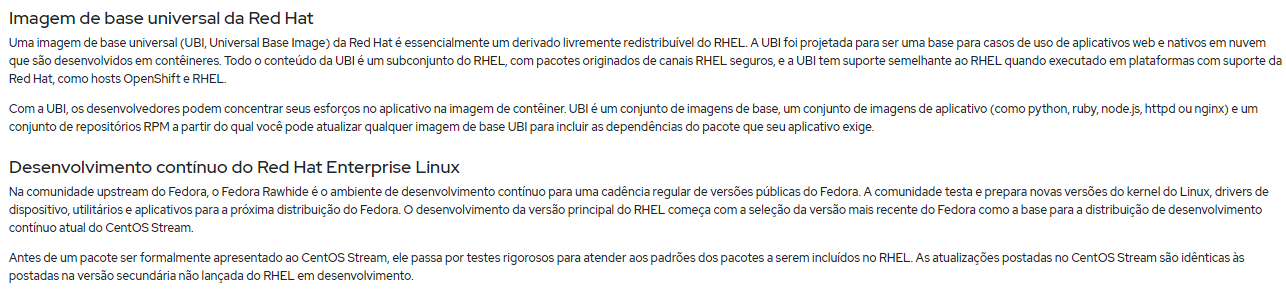 Imagem de base universal da Red Hat
Uma imagem de base universal (UBI, Universal Base Image) da Red Hat é essencialmente um derivado livremente redistribuível do RHEL. A UBI foi projetada para ser uma base para casos de uso de aplicativos web e nativos em nuvem
que são desenvolvidos em contêineres. Todo o conteúdo da UBI é um subconjunto do RHEL, com pacotes originados de canais RHEL seguros, e a UBI tem suporte semelhante ao RHEL quando executado em plataformas com suporte da
Red Hat, como hosts OpenShift e RHEL.
Com a UBI, os desenvolvedores podem concentrar seus esforços no aplicativo na imagem de contêiner. UBI é um conjunto de imagens de base, um conjunto de imagens de aplicativo (como python, ruby, node.js, httpd ou nginx) e um
conjunto de repositórios RPM a partir do qual você pode atualizar qualquer imagem de base UBI para incluir as dependências do pacote que seu aplicativo exige.
Desenvolvimento contínuo do Red Hat Enterprise Linux
Na comunidade upstream do Fedora, o Fedora Rawhide é o ambiente de desenvolvimento contínuo para uma cadência regular de versões públicas do Fedora. A comunidade testa e prepara novas versões do kernel do Linux, drivers de
dispositivo, utilitários e aplicativos para a próxima distribuição do Fedora. O desenvolvimento da versão principal do RHEL começa com a seleção da versão mais recente do Fedora como a base para a distribuição de desenvolvimento
contínuo atual do CentOS Stream.
Antes de um pacote ser formalmente apresentado ao CentOS Stream, ele passa por testes rigorosos para atender aos padrões dos pacotes a serem incluídos no RHEL. As atualizações postadas no CentOS Stream são idênticas às
postadas na versão secundária não lançada do RHEL em desenvolvimento.